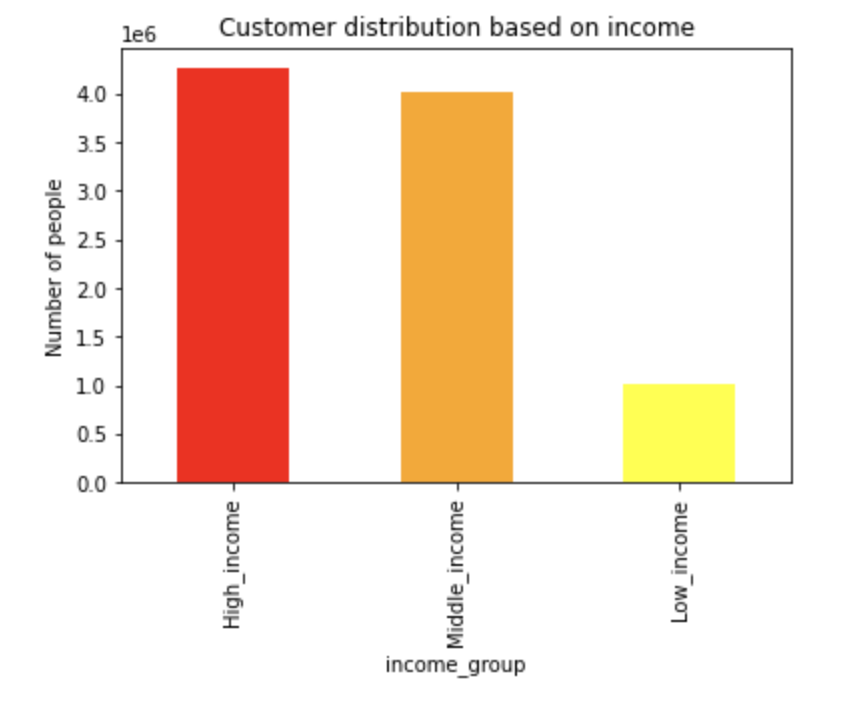 Customer distribution based on income
1e6
4.0
3.5
3.0
2.5
2.0
1.5
1.0
0.5
0.0
Number of people
High_income
Middle_income
Low_income
income_group